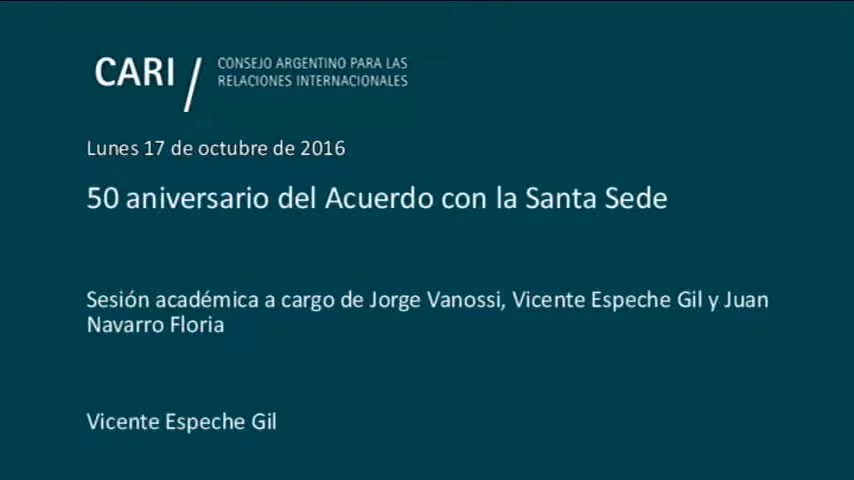 CARI
CONSEJO ARGENTINO PARA LAS
RELACIONES INTERNACIONALES
Lunes 17 de octubre de 2016
50 aniversario del Acuerdo con la Santa Sede
Sesión académica a cargo de Jorge Vanossi, Vicente Espeche Gil y Juan
Navarro Floria
Vicente Espeche Gil